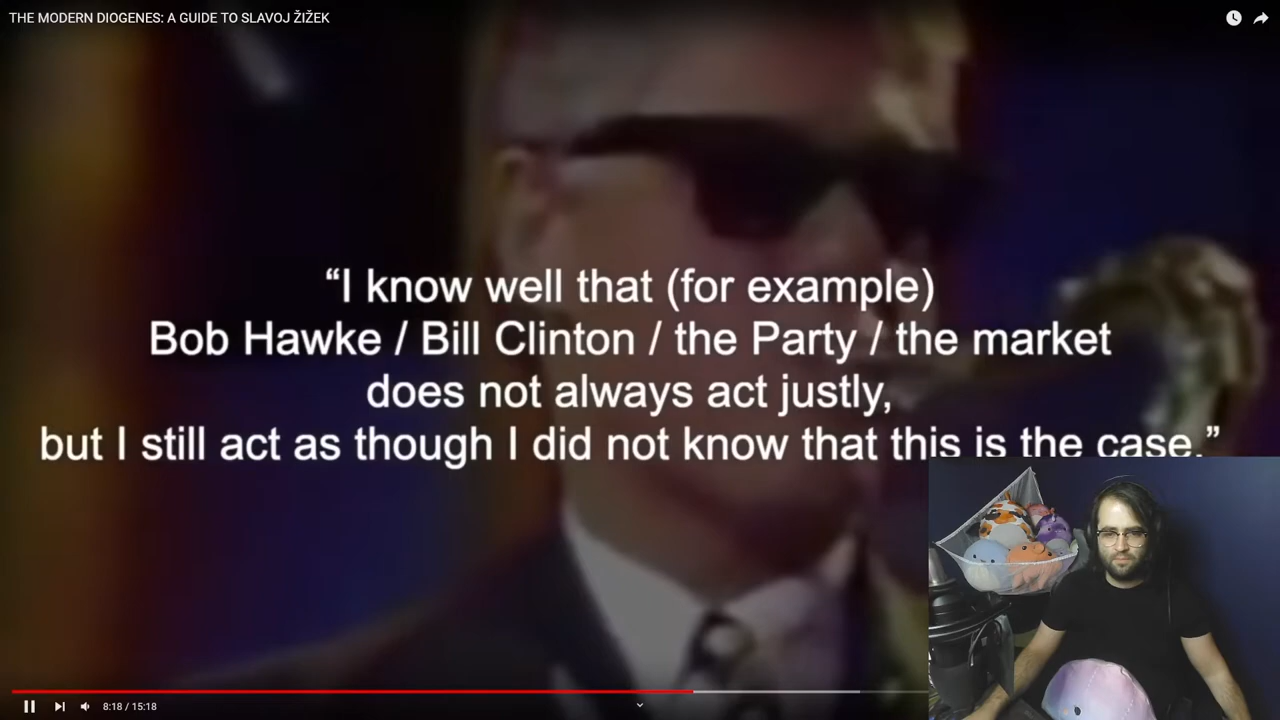 THE MODERN DIOGENES: A GUIDE TO SLAVOJ ŽIŽEK
“I know well that (for example)
Bob Hawke / Bill Clinton / the Party / the market
does not always act justly,
but I still act as though I did not know that this is the case.”
8:18 / 15:18